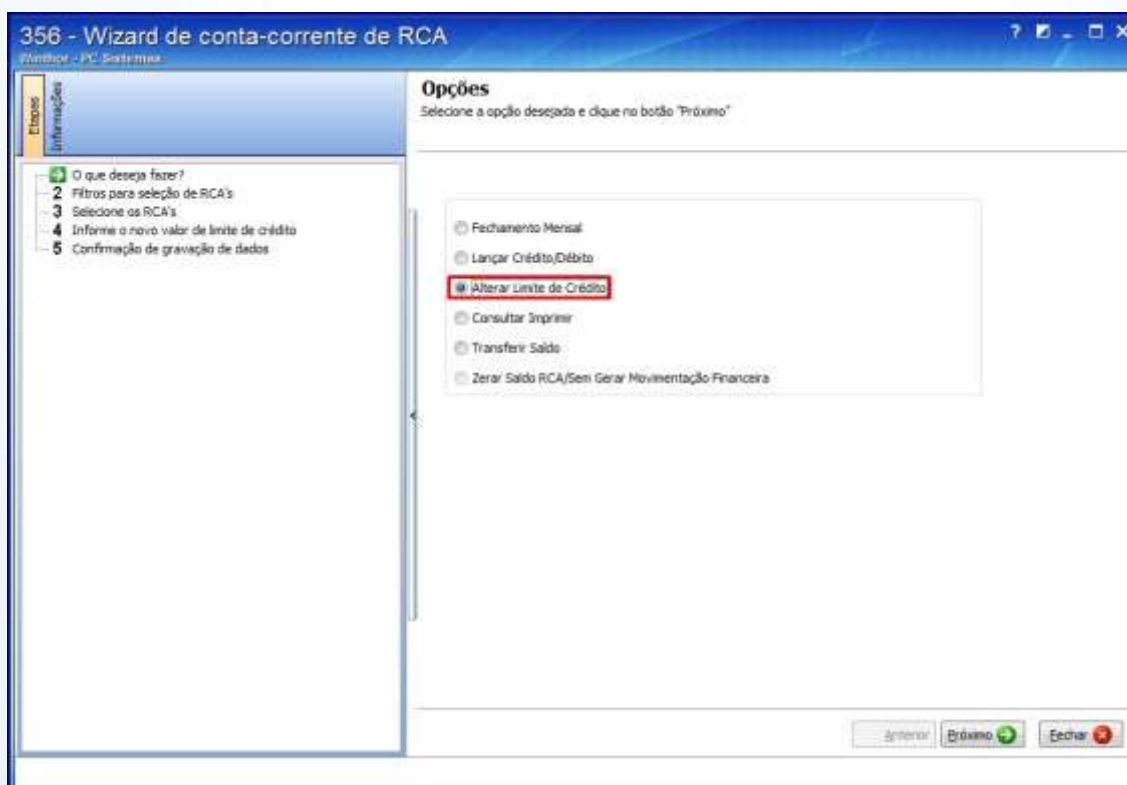 356 - Wizard de conta-corrente de RCA
Winthor - PC Sistemas
Etapas
Informações
O que deseja fazer?
2 Filtros para seleção de RCA's
3 Selecione os RCA's
4 Informe o novo valor de limite de crédito
5 Confirmação de gravação de dados
Opções
Selecione a opção desejada e clique no botão "Próximo"
Fechamento Mensal
Lançar Crédito/Débito
Alterar Limite de Crédito
Consultar Imprimir
Transferir Saldo
Zerar Saldo RCA/Sem Gerar Movimentação Financeira
Anterior Próximo Fechar